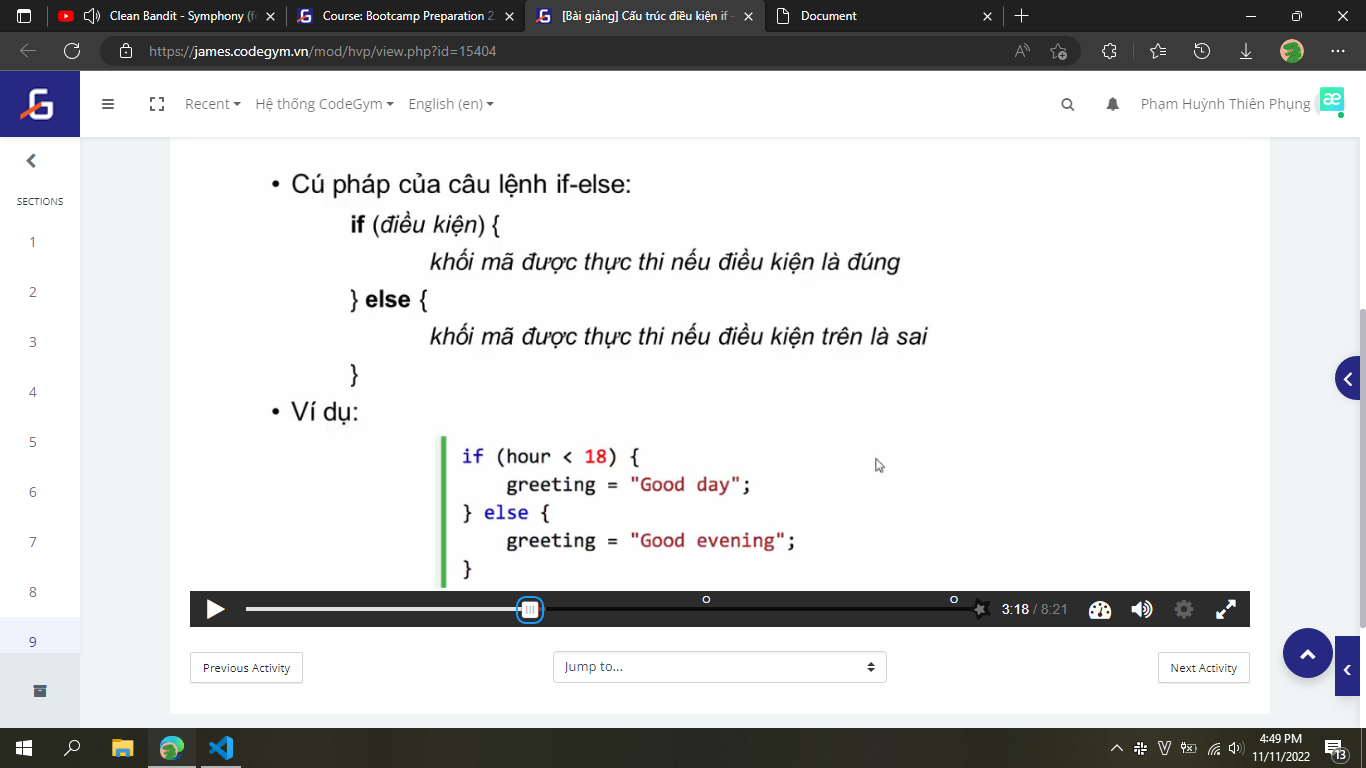 Clean Bandit - Symphony (fe
Course: Bootcamp Preparation 2.
[Bài giảng] Cấu trúc điều kiện if -
Document
https://james.codegym.vn/mod/hvp/view.php?id=15404
Recent
Hệ thống CodeGym
English (en)
Phạm Huỳnh Thiên Phụng
æ
SECTIONS
1
2
3
4
5
6
7
8
9
• Cú pháp của câu lệnh if-else:
if (điều kiện) {
khối mã được thực thi nếu điều kiện là đúng
} else {
khối mã được thực thi nếu điều kiện trên là sai
}
• Ví dụ:
if (hour < 18) {
greeting = "Good day";
} else {
greeting = "Good evening";
}
3:18 / 8:21
Previous Activity
Jump to...
Next Activity
4:49 PM
11/11/2022
13